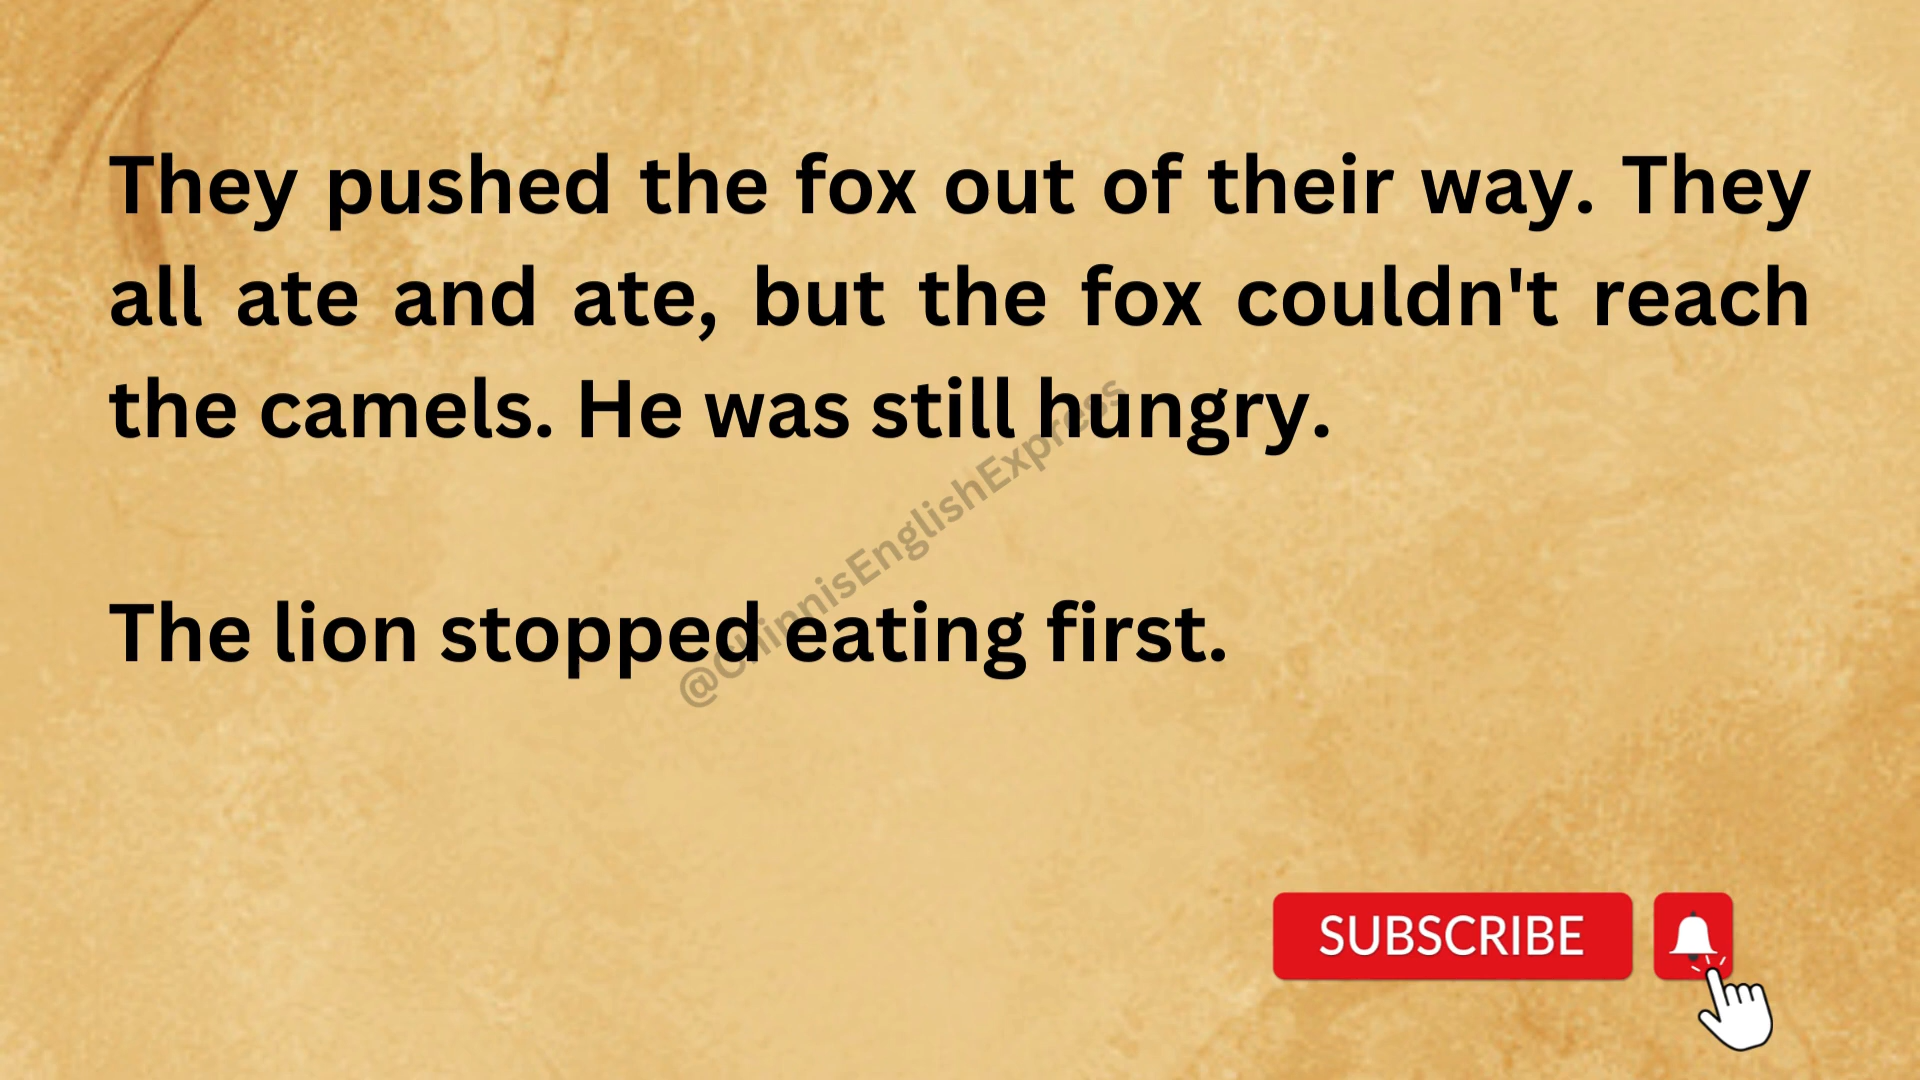 They pushed the fox out of their way. They
all ate and ate, but the fox couldn't reach
the camels. He was still hungry.
The lion stopped eating first.
@ChinnisEnglishExpress
SUBSCRIBE